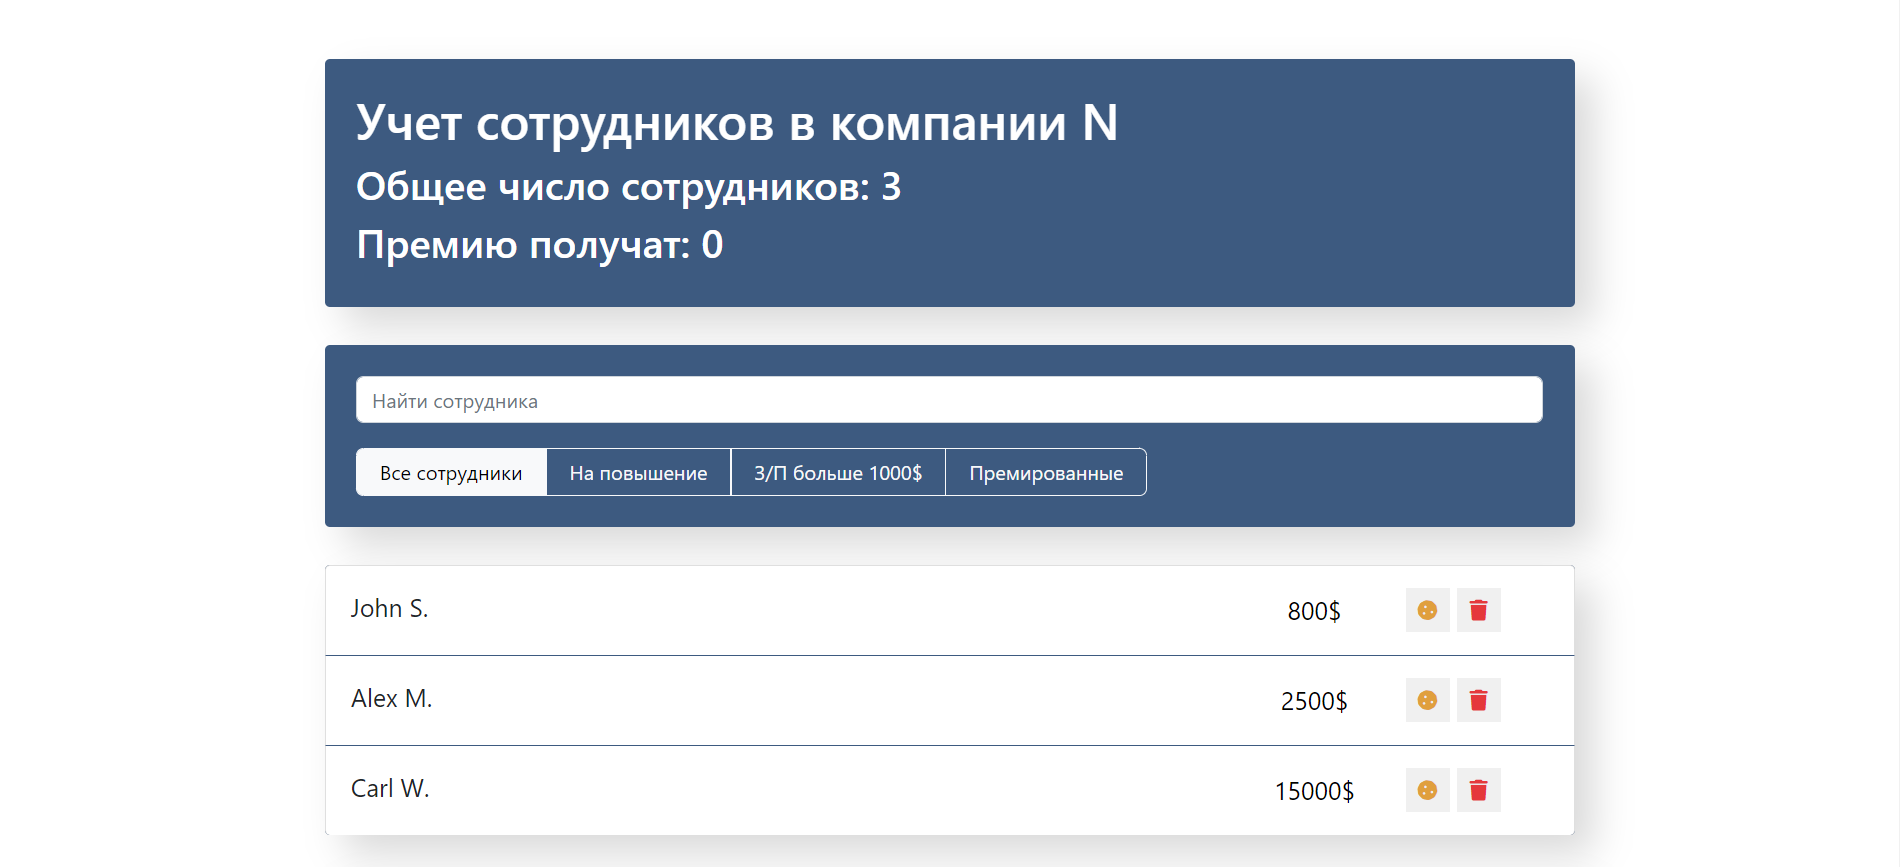 Учет сотрудников в компании N
Общее число сотрудников: 3
Премию получат: 0
Найти сотрудника
Все сотрудники На повышение З/П больше 1000$ Премированные
John S. 800$
Alex M. 2500$
Carl W. 15000$